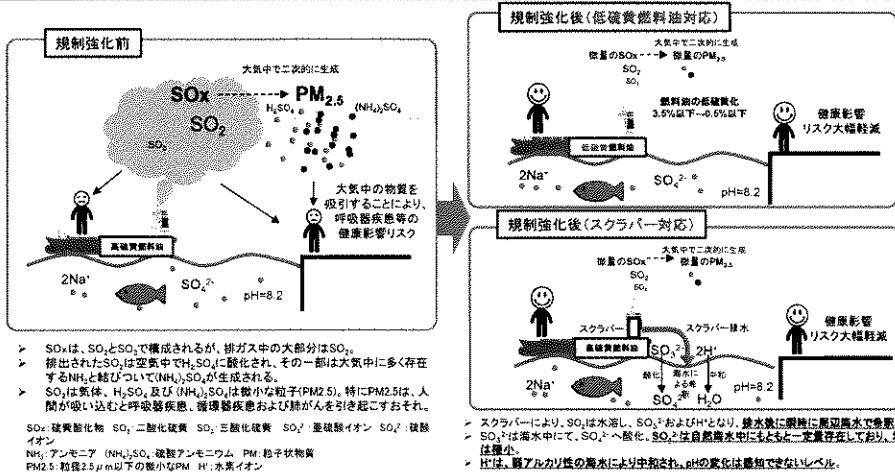 規制強化前
大気中で二次的に生成
SOx
PM2.5
H2SO4
(NH4)2SO4
SO2
SO3
大気中の物質を
吸引することにより、
呼吸器疾患等の
健康影響リスク
高硫黄燃料油
2Na+
SO4 2-
pH=8.2
➢ SOxは、SO2とSO3で構成されるが、排ガス中の大部分はSO2。
➢ 排出されたSO2は空気中でH2SO4に酸化され、その一部は大気中に多く存在
するNH3と結びついて(NH4)2SO4が生成される。
➢ SO2は気体、H2SO4 及び (NH4)2SO4は微小な粒子(PM2.5)。特にPM2.5は、人
間が吸い込むと呼吸器疾患、循環器疾患および肺がんを引き起こすおそれ。
SOx:硫黄酸化物 SO2:二酸化硫黄 SO3:三酸化硫黄 SO3 2-:亜硫酸イオン SO4 2-:硫酸
イオン
NH3:アンモニア (NH4)2SO4:硫酸アンモニウム PM:粒子状物質
PM2.5:粒径2.5μm以下の微小なPM H+:水素イオン
規制強化後(低硫黄燃料油対応)
大気中で二次的に生成
微量のSOx
微量のPM2.5
SO2
SO3
燃料油の低硫黄化
3.5%以下→0.5%以下
健康影響
リスク大幅軽減
低硫黄燃料油
2Na+
SO4 2-
pH=8.2
規制強化後(スクラバー対応)
大気中で二次的に生成
微量のSOx
微量のPM2.5
SO2
SO3
スクラバー
スクラバー排水
健康影響
リスク大幅軽減
高硫黄燃料油
SO3 2-
2H+
酸化
海水に
よる希
釈
中和
2Na+
SO4 2-
H2O
pH=8.2
➢ スクラバーにより、SO2は水溶し、SO3 2-およびH+となり、排水後に瞬時に周辺海水で希釈
➢ SO3 2-は海水中にて、SO4 2-へ酸化。SO4 2-は自然海水中にもともと一定量存在しており、
は極小。
➢ H+は、弱アルカリ性の海水により中和され、pHの変化は感知できないレベル。